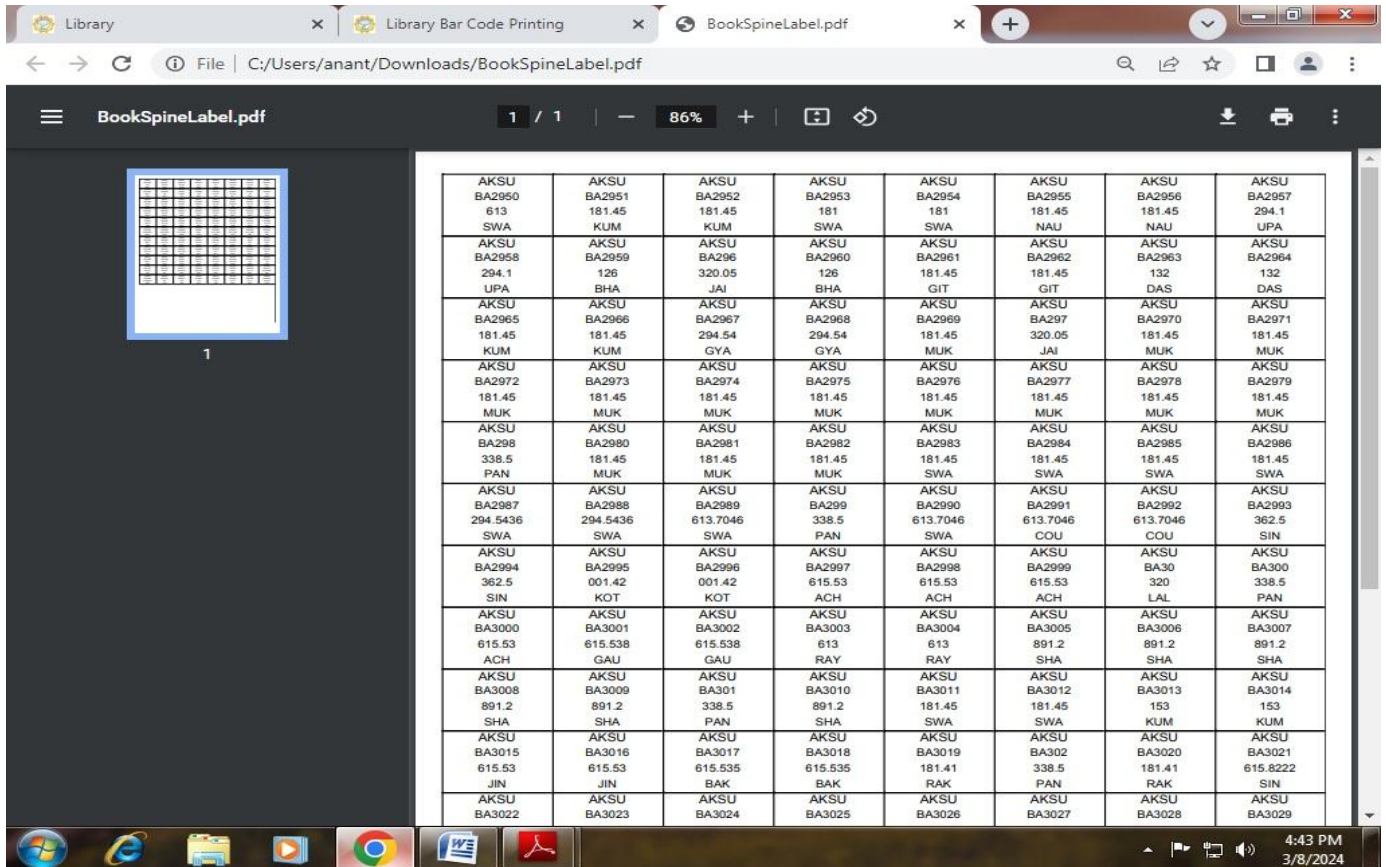 Library
Library Bar Code Printing
BookSpineLabel.pdf
File | C:/Users/anant/Downloads/BookSpineLabel.pdf
BookSpineLabel.pdf
1 / 1
86%
1
AKSU AKSU AKSU AKSU AKSU AKSU AKSU AKSU
BA2950 BA2951 BA2952 BA2953 BA2954 BA2955 BA2956 BA2957
613 181.45 181.45 181 181 181.45 181.45 294.1
SWA KUM KUM SWA SWA NAU NAU UPA
AKSU AKSU AKSU AKSU AKSU AKSU AKSU AKSU
BA2958 BA2959 BA296 BA2960 BA2961 BA2962 BA2963 BA2964
294.1 126 320.05 126 181.45 181.45 132 132
UPA BHA JAI BHA GIT GIT DAS DAS
AKSU AKSU AKSU AKSU AKSU AKSU AKSU AKSU
BA2965 BA2966 BA2967 BA2968 BA2969 BA297 BA2970 BA2971
181.45 181.45 294.54 294.54 181.45 320.05 181.45 181.45
KUM KUM GYA GYA MUK JAI MUK MUK
AKSU AKSU AKSU AKSU AKSU AKSU AKSU AKSU
BA2972 BA2973 BA2974 BA2975 BA2976 BA2977 BA2978 BA2979
181.45 181.45 181.45 181.45 181.45 181.45 181.45 181.45
MUK MUK MUK MUK MUK MUK MUK MUK
AKSU AKSU AKSU AKSU AKSU AKSU AKSU AKSU
BA298 BA2980 BA2981 BA2982 BA2983 BA2984 BA2985 BA2986
338.5 181.45 181.45 181.45 181.45 181.45 181.45 181.45
PAN MUK MUK MUK SWA SWA SWA SWA
AKSU AKSU AKSU AKSU AKSU AKSU AKSU AKSU
BA2987 BA2988 BA2989 BA299 BA2990 BA2991 BA2992 BA2993
294.5436 294.5436 613.7046 338.5 613.7046 613.7046 613.7046 362.5
SWA SWA SWA PAN SWA COU COU SIN
AKSU AKSU AKSU AKSU AKSU AKSU AKSU AKSU
BA2994 BA2995 BA2996 BA2997 BA2998 BA2999 BA30 BA300
362.5 001.42 001.42 615.53 615.53 615.53 320 338.5
SIN KOT KOT ACH ACH ACH LAL PAN
AKSU AKSU AKSU AKSU AKSU AKSU AKSU AKSU
BA3000 BA3001 BA3002 BA3003 BA3004 BA3005 BA3006 BA3007
615.53 615.538 615.538 613 613 891.2 891.2 891.2
ACH GAU GAU RAY RAY SHA SHA SHA
AKSU AKSU AKSU AKSU AKSU AKSU AKSU AKSU
BA3008 BA3009 BA301 BA3010 BA3011 BA3012 BA3013 BA3014
891.2 891.2 338.5 891.2 181.45 181.45 153 153
SHA SHA PAN SHA SWA SWA KUM KUM
AKSU AKSU AKSU AKSU AKSU AKSU AKSU AKSU
BA3015 BA3016 BA3017 BA3018 BA3019 BA302 BA3020 BA3021
615.53 615.53 615.535 615.535 181.41 338.5 181.41 615.8222
JIN JIN BAK BAK RAK PAN RAK SIN
AKSU AKSU AKSU AKSU AKSU AKSU AKSU AKSU
BA3022 BA3023 BA3024 BA3025 BA3026 BA3027 BA3028 BA3029
4:43 PM
3/8/2024